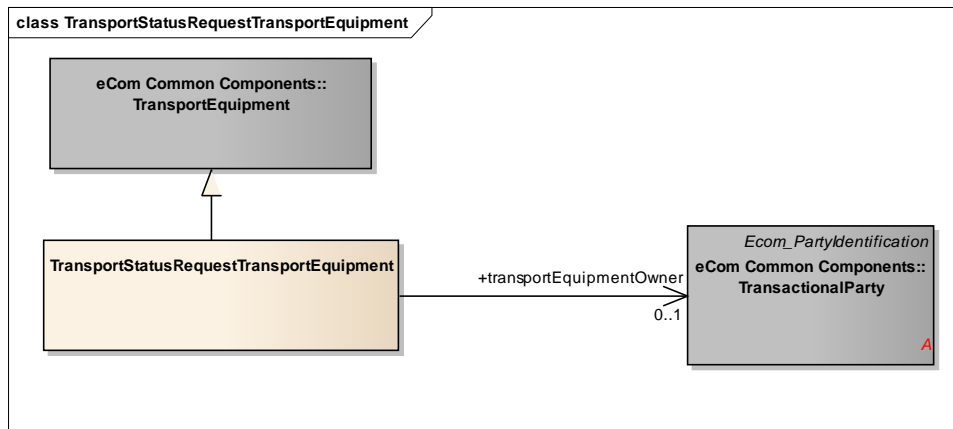 class TransportStatusRequestTransportEquipment
eCom Common Components::
TransportEquipment
TransportStatusRequestTransportEquipment
+transportEquipmentOwner
0..1
Ecom_PartyIdentification
eCom Common Components::
TransactionalParty
A